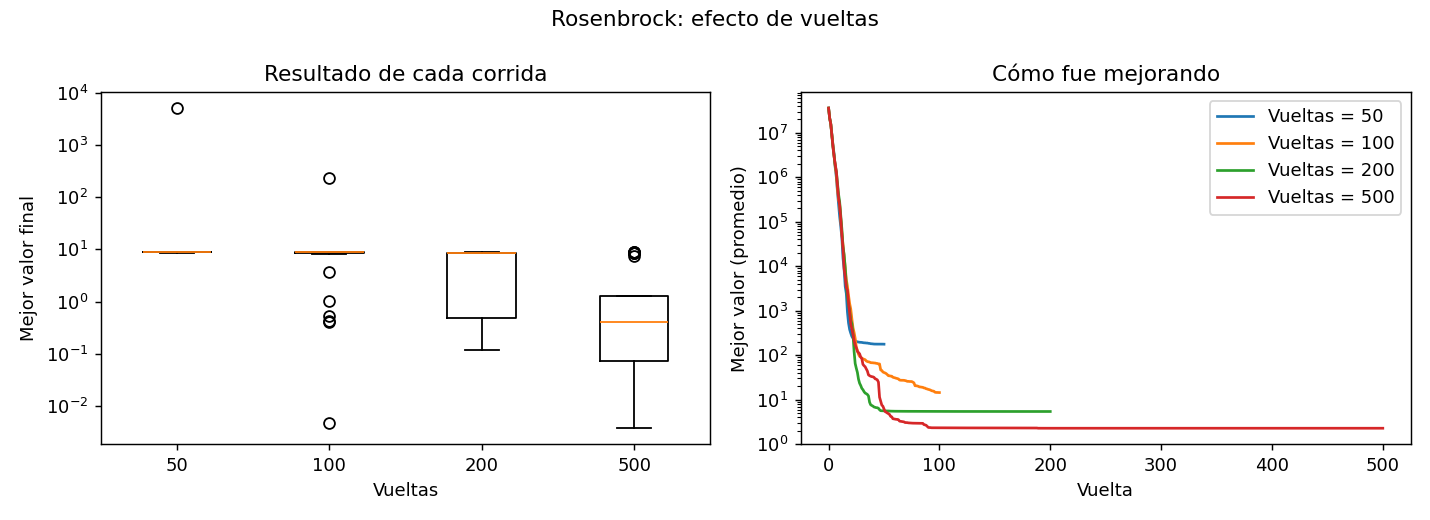 Rosenbrock: efecto de vueltas
Resultado de cada corrida
Mejor valor final
10^4
10^3
10^2
10^1
10^0
10^-1
10^-2
50
100
200
500
Vueltas
Cómo fue mejorando
Mejor valor (promedio)
10^7
10^6
10^5
10^4
10^3
10^2
10^1
10^0
0
100
200
300
400
500
Vuelta
Vueltas = 50
Vueltas = 100
Vueltas = 200
Vueltas = 500